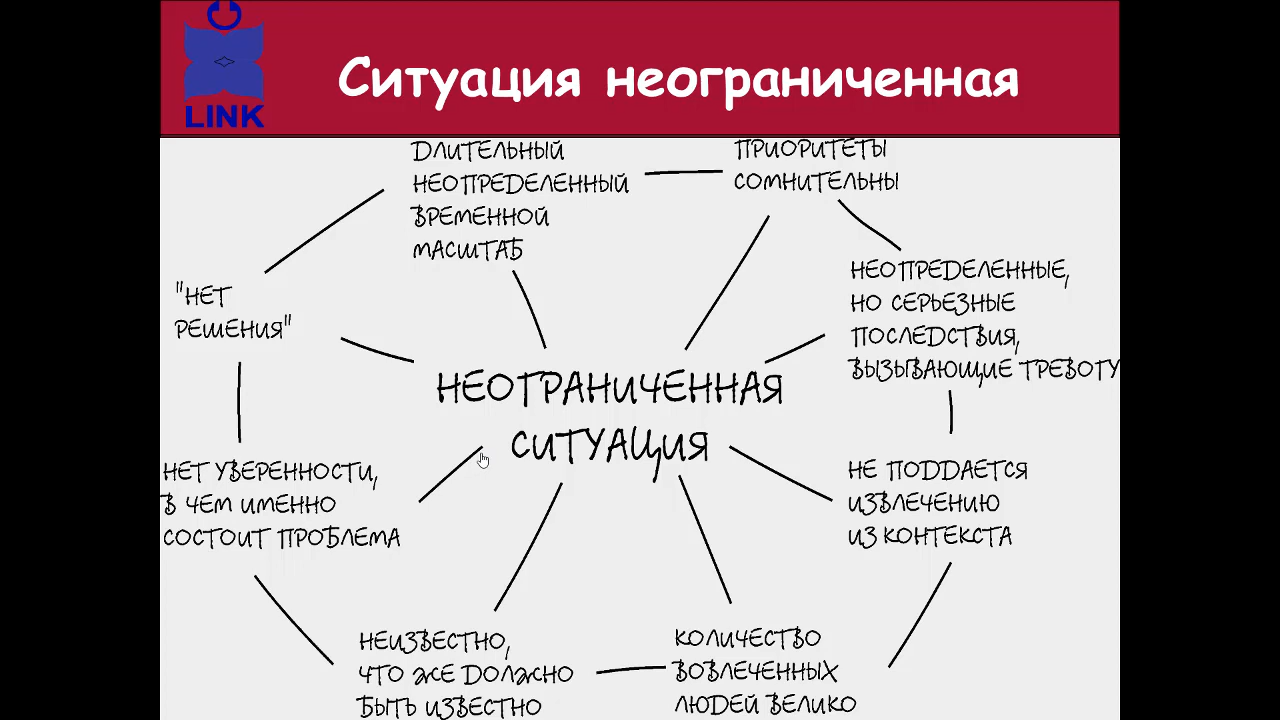 LINK
Ситуация неограниченная
ДЛИТЕЛЬНЫЙ
НЕОПРЕДЕЛЕННЫЙ
ВРЕМЕННОЙ
МАСШТАБ
ПРИОРИТЕТЫ
СОМНИТЕЛЬНЫ
НЕОПРЕДЕЛЕННЫЕ,
НО СЕРЬЕЗНЫЕ
ПОСЛЕДСТВИЯ,
ВЫЗЫВАЮЩИЕ ТРЕВОГУ
"НЕТ
РЕШЕНИЯ"
НЕОГРАНИЧЕННАЯ
СИТУАЦИЯ
НЕТ УВЕРЕННОСТИ,
В ЧЕМ ИМЕННО
СОСТОИТ ПРОБЛЕМА
НЕ ПОДДАЕТСЯ
ИЗВЛЕЧЕНИЮ
ИЗ КОНТЕКСТА
НЕИЗВЕСТНО,
ЧТО ЖЕ ДОЛЖНО
БЫТЬ ИЗВЕСТНО
КОЛИЧЕСТВО
ВОВЛЕЧЕННЫХ
ЛЮДЕЙ ВЕЛИКО